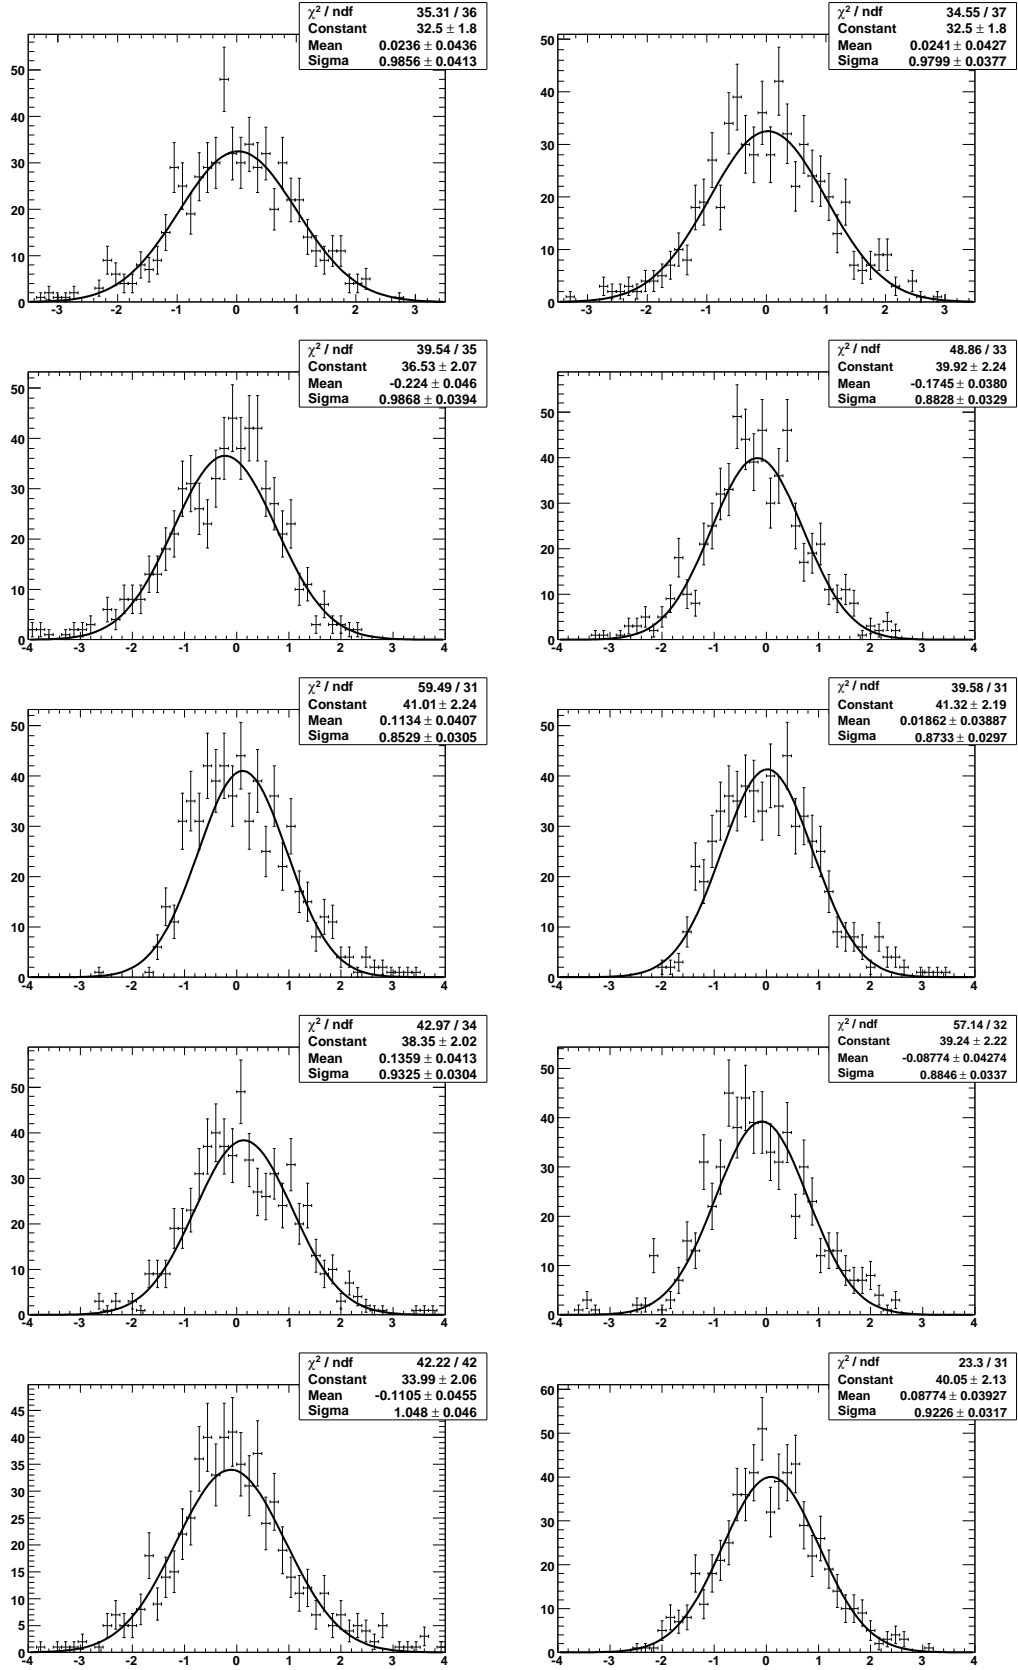 χ² / ndf 35.31 / 36
Constant 32.5 ± 1.8
Mean 0.0236 ± 0.0436
Sigma 0.9856 ± 0.0413
50
40
30
20
10
0
-3 -2 -1 0 1 2 3
χ² / ndf 34.55 / 37
Constant 32.5 ± 1.8
Mean 0.0241 ± 0.0427
Sigma 0.9799 ± 0.0377
50
40
30
20
10
0
-3 -2 -1 0 1 2 3
χ² / ndf 39.54 / 35
Constant 36.53 ± 2.07
Mean -0.224 ± 0.046
Sigma 0.9868 ± 0.0394
50
40
30
20
10
0
-4 -3 -2 -1 0 1 2 3 4
χ² / ndf 48.86 / 33
Constant 39.92 ± 2.24
Mean -0.1745 ± 0.0380
Sigma 0.8828 ± 0.0329
50
40
30
20
10
0
-4 -3 -2 -1 0 1 2 3 4
χ² / ndf 59.49 / 31
Constant 41.01 ± 2.24
Mean 0.1134 ± 0.0407
Sigma 0.8529 ± 0.0305
50
40
30
20
10
0
-4 -3 -2 -1 0 1 2 3 4
χ² / ndf 39.58 / 31
Constant 41.32 ± 2.19
Mean 0.01862 ± 0.03887
Sigma 0.8733 ± 0.0297
50
40
30
20
10
0
-4 -3 -2 -1 0 1 2 3 4
χ² / ndf 42.97 / 34
Constant 38.35 ± 2.02
Mean 0.1359 ± 0.0413
Sigma 0.9325 ± 0.0304
50
40
30
20
10
0
-4 -3 -2 -1 0 1 2 3 4
χ² / ndf 57.14 / 32
Constant 39.24 ± 2.22
Mean -0.08774 ± 0.04274
Sigma 0.8846 ± 0.0337
50
40
30
20
10
0
-4 -3 -2 -1 0 1 2 3 4
χ² / ndf 42.22 / 42
Constant 33.99 ± 2.06
Mean -0.1105 ± 0.0455
Sigma 1.048 ± 0.046
45
40
35
30
25
20
15
10
5
0
-4 -3 -2 -1 0 1 2 3 4
χ² / ndf 23.3 / 31
Constant 40.05 ± 2.13
Mean 0.08774 ± 0.03927
Sigma 0.9226 ± 0.0317
60
50
40
30
20
10
0
-4 -3 -2 -1 0 1 2 3 4